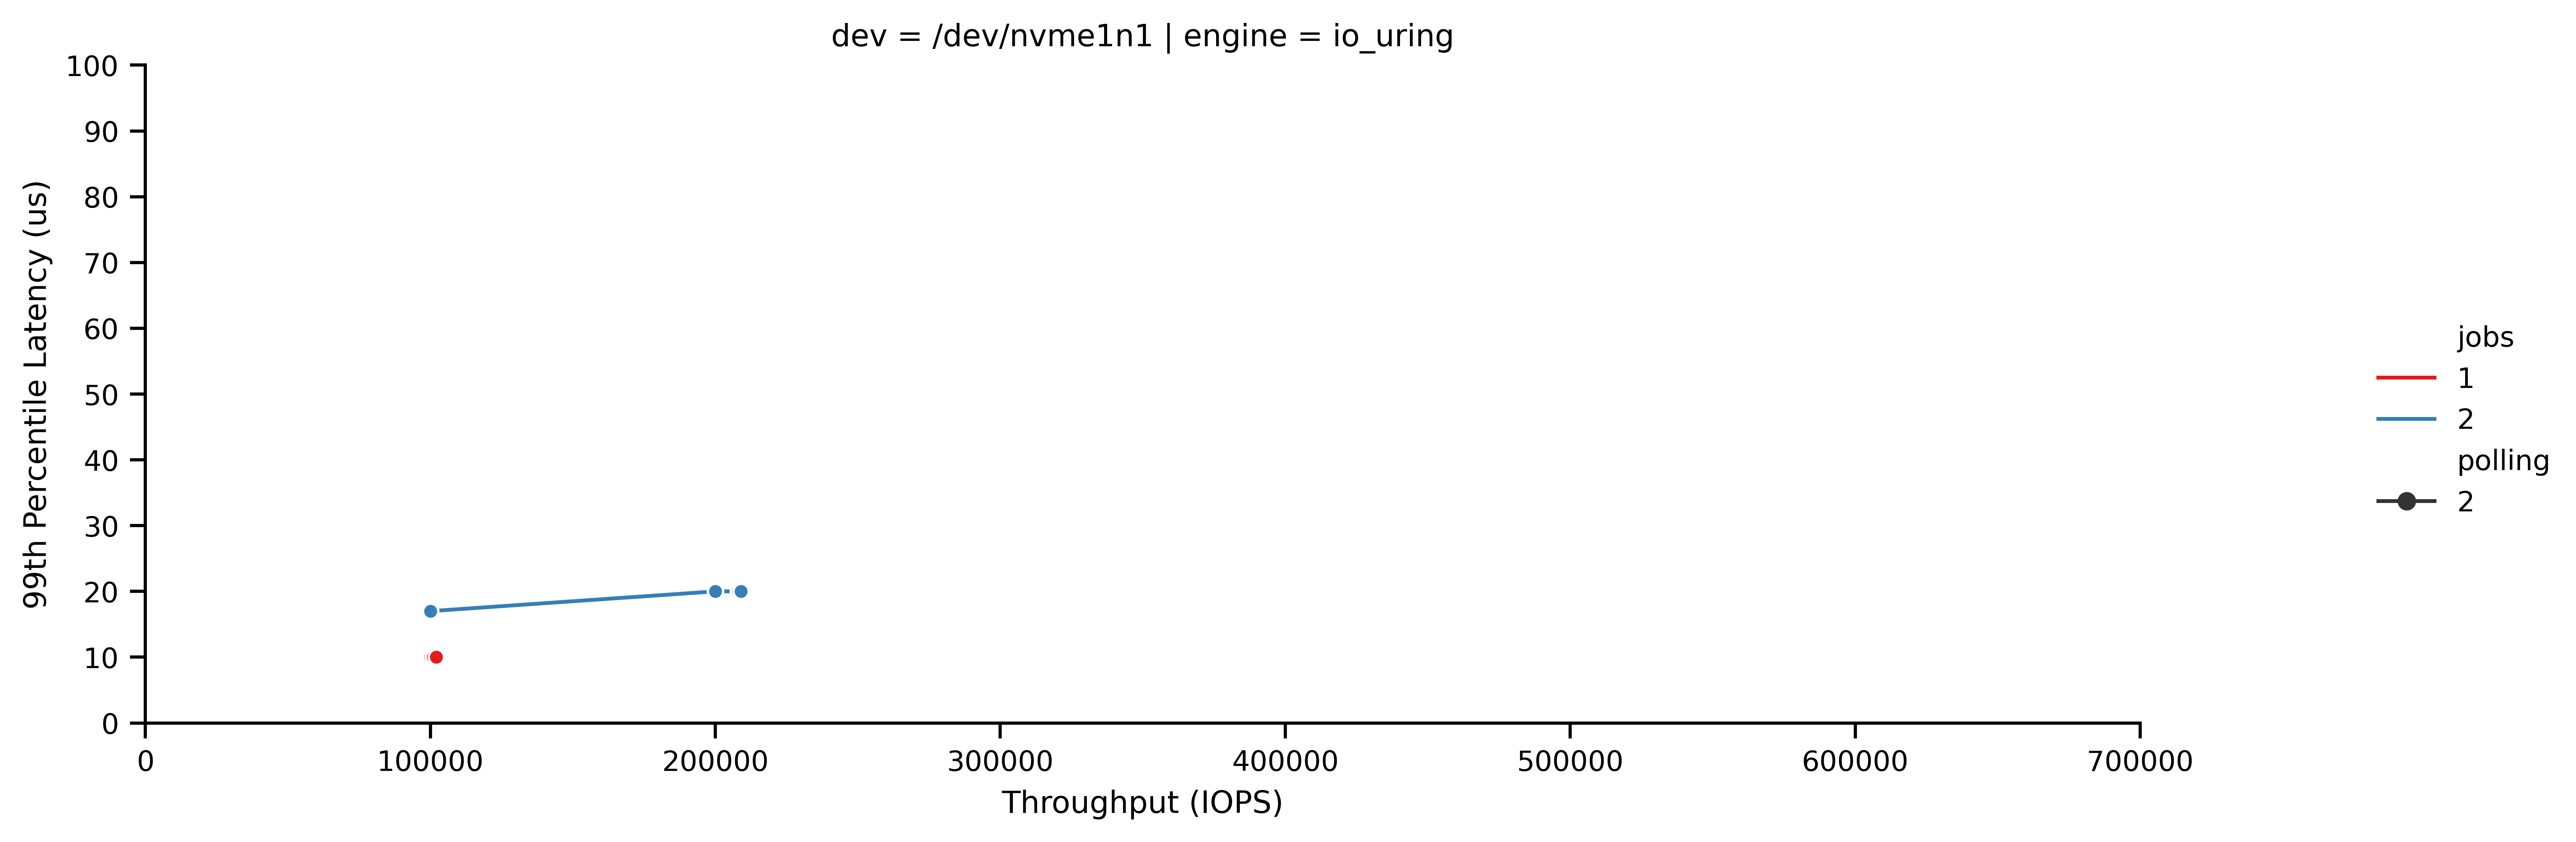 dev = /dev/nvme1n1 | engine = io_uring
100
90
80
70
60
50
40
30
20
10
0
99th Percentile Latency (us)
0 100000 200000 300000 400000 500000 600000 700000
Throughput (IOPS)
jobs
1
2
polling
2